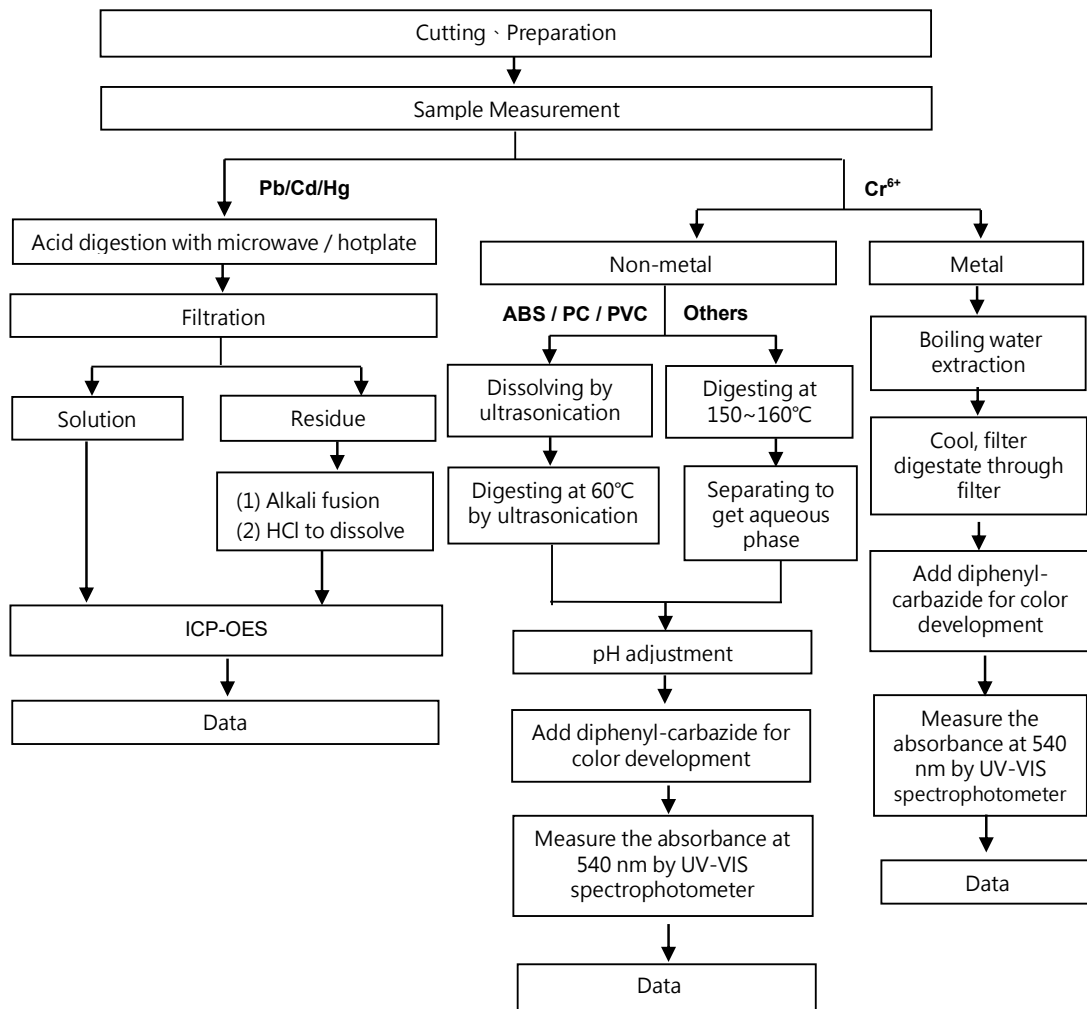 Cutting、Preparation
Sample Measurement
Pb/Cd/Hg
Acid digestion with microwave / hotplate
Filtration
Solution
Residue
(1) Alkali fusion
(2) HCl to dissolve
ICP-OES
Data
Cr⁶⁺
Non-metal
ABS / PC / PVC
Others
Dissolving by
ultrasonication
Digesting at
150~160℃
Digesting at 60℃
by ultrasonication
Separating to
get aqueous
phase
pH adjustment
Add diphenyl-carbazide for
color development
Measure the absorbance at
540 nm by UV-VIS
spectrophotometer
Data
Metal
Boiling water
extraction
Cool, filter
digestate through
filter
Add diphenyl-
carbazide for color
development
Measure the
absorbance at 540
nm by UV-VIS
spectrophotometer
Data